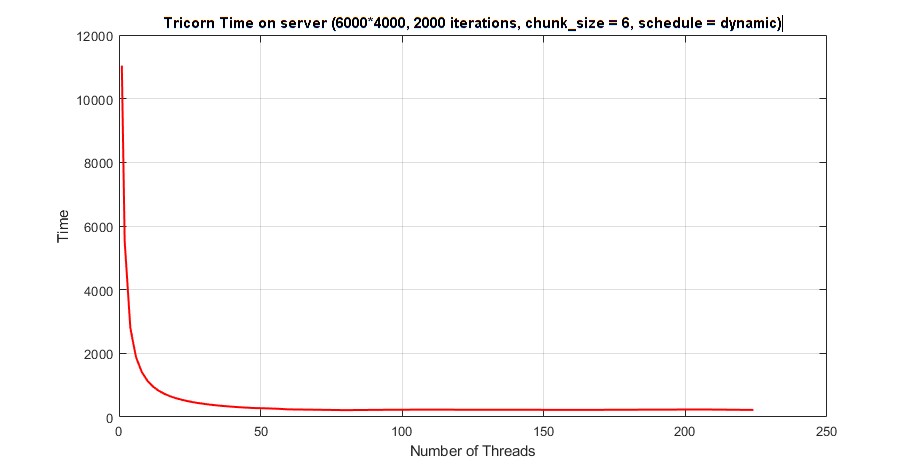 Tricorn Time on server (6000*4000, 2000 iterations, chunk_size = 6, schedule = dynamic)
12000
10000
8000
6000
4000
2000
0
Time
0 50 100 150 200 250
Number of Threads